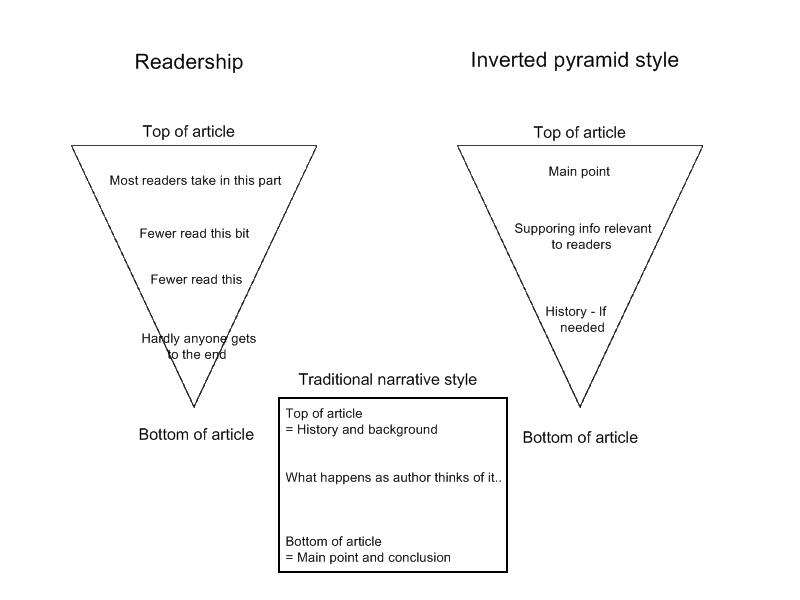 Readership
Top of article
Most readers take in this part
Fewer read this bit
Fewer read this
Hardly anyone gets
to the end
Bottom of article
Inverted pyramid style
Top of article
Main point
Supporing info relevant
to readers
History - If
needed
Bottom of article
Traditional narrative style
Top of article
= History and background
What happens as author thinks of it..
Bottom of article
= Main point and conclusion